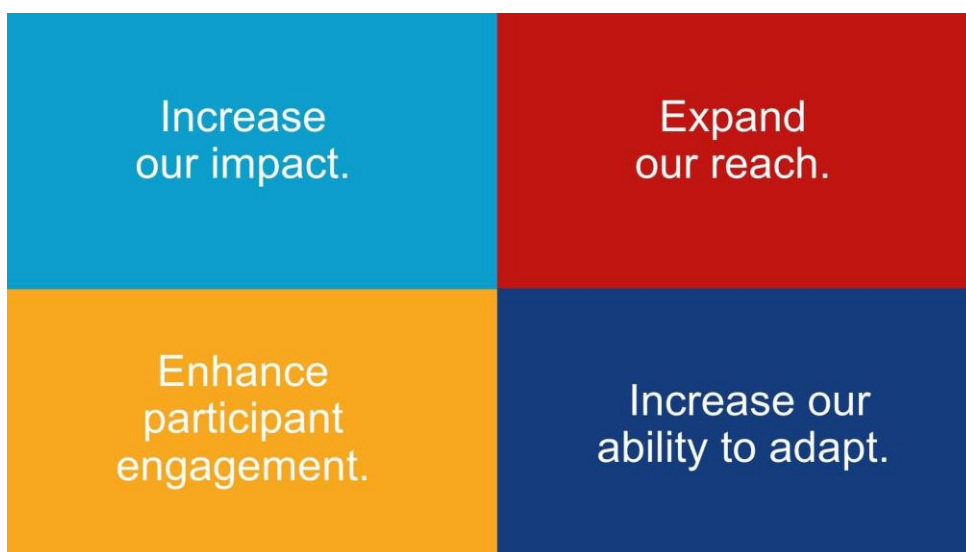 Increase
our impact.
Expand
our reach.
Enhance
participant
engagement.
Increase our
ability to adapt.